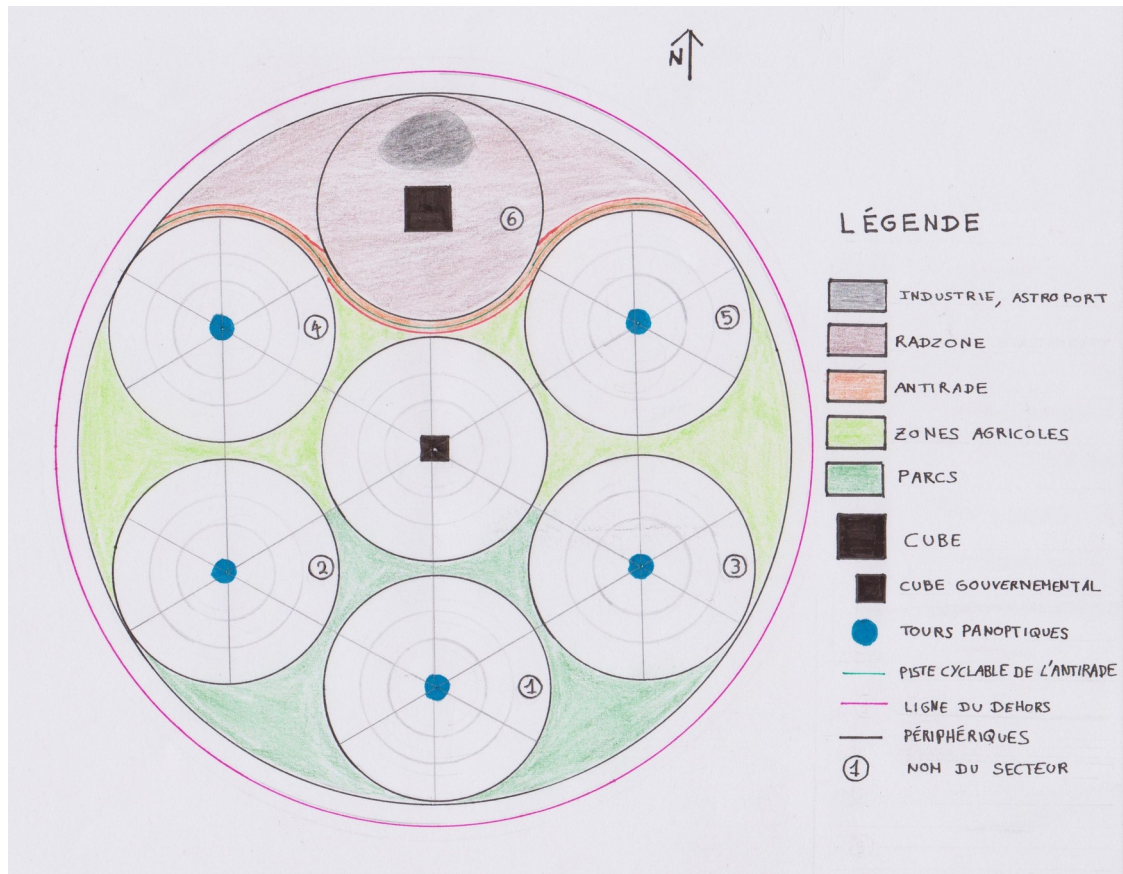 N
6
4
5
2
3
1
LÉGENDE
INDUSTRIE, ASTROPORT
RADZONE
ANTIRADE
ZONES AGRICOLES
PARCS
CUBE
CUBE GOUVERNEMENTAL
TOURS PANOPTIQUES
PISTE CYCLABLE DE L'ANTIRADE
LIGNE DU DEHORS
PÉRIPHÉRIQUES
1 NOM DU SECTEUR